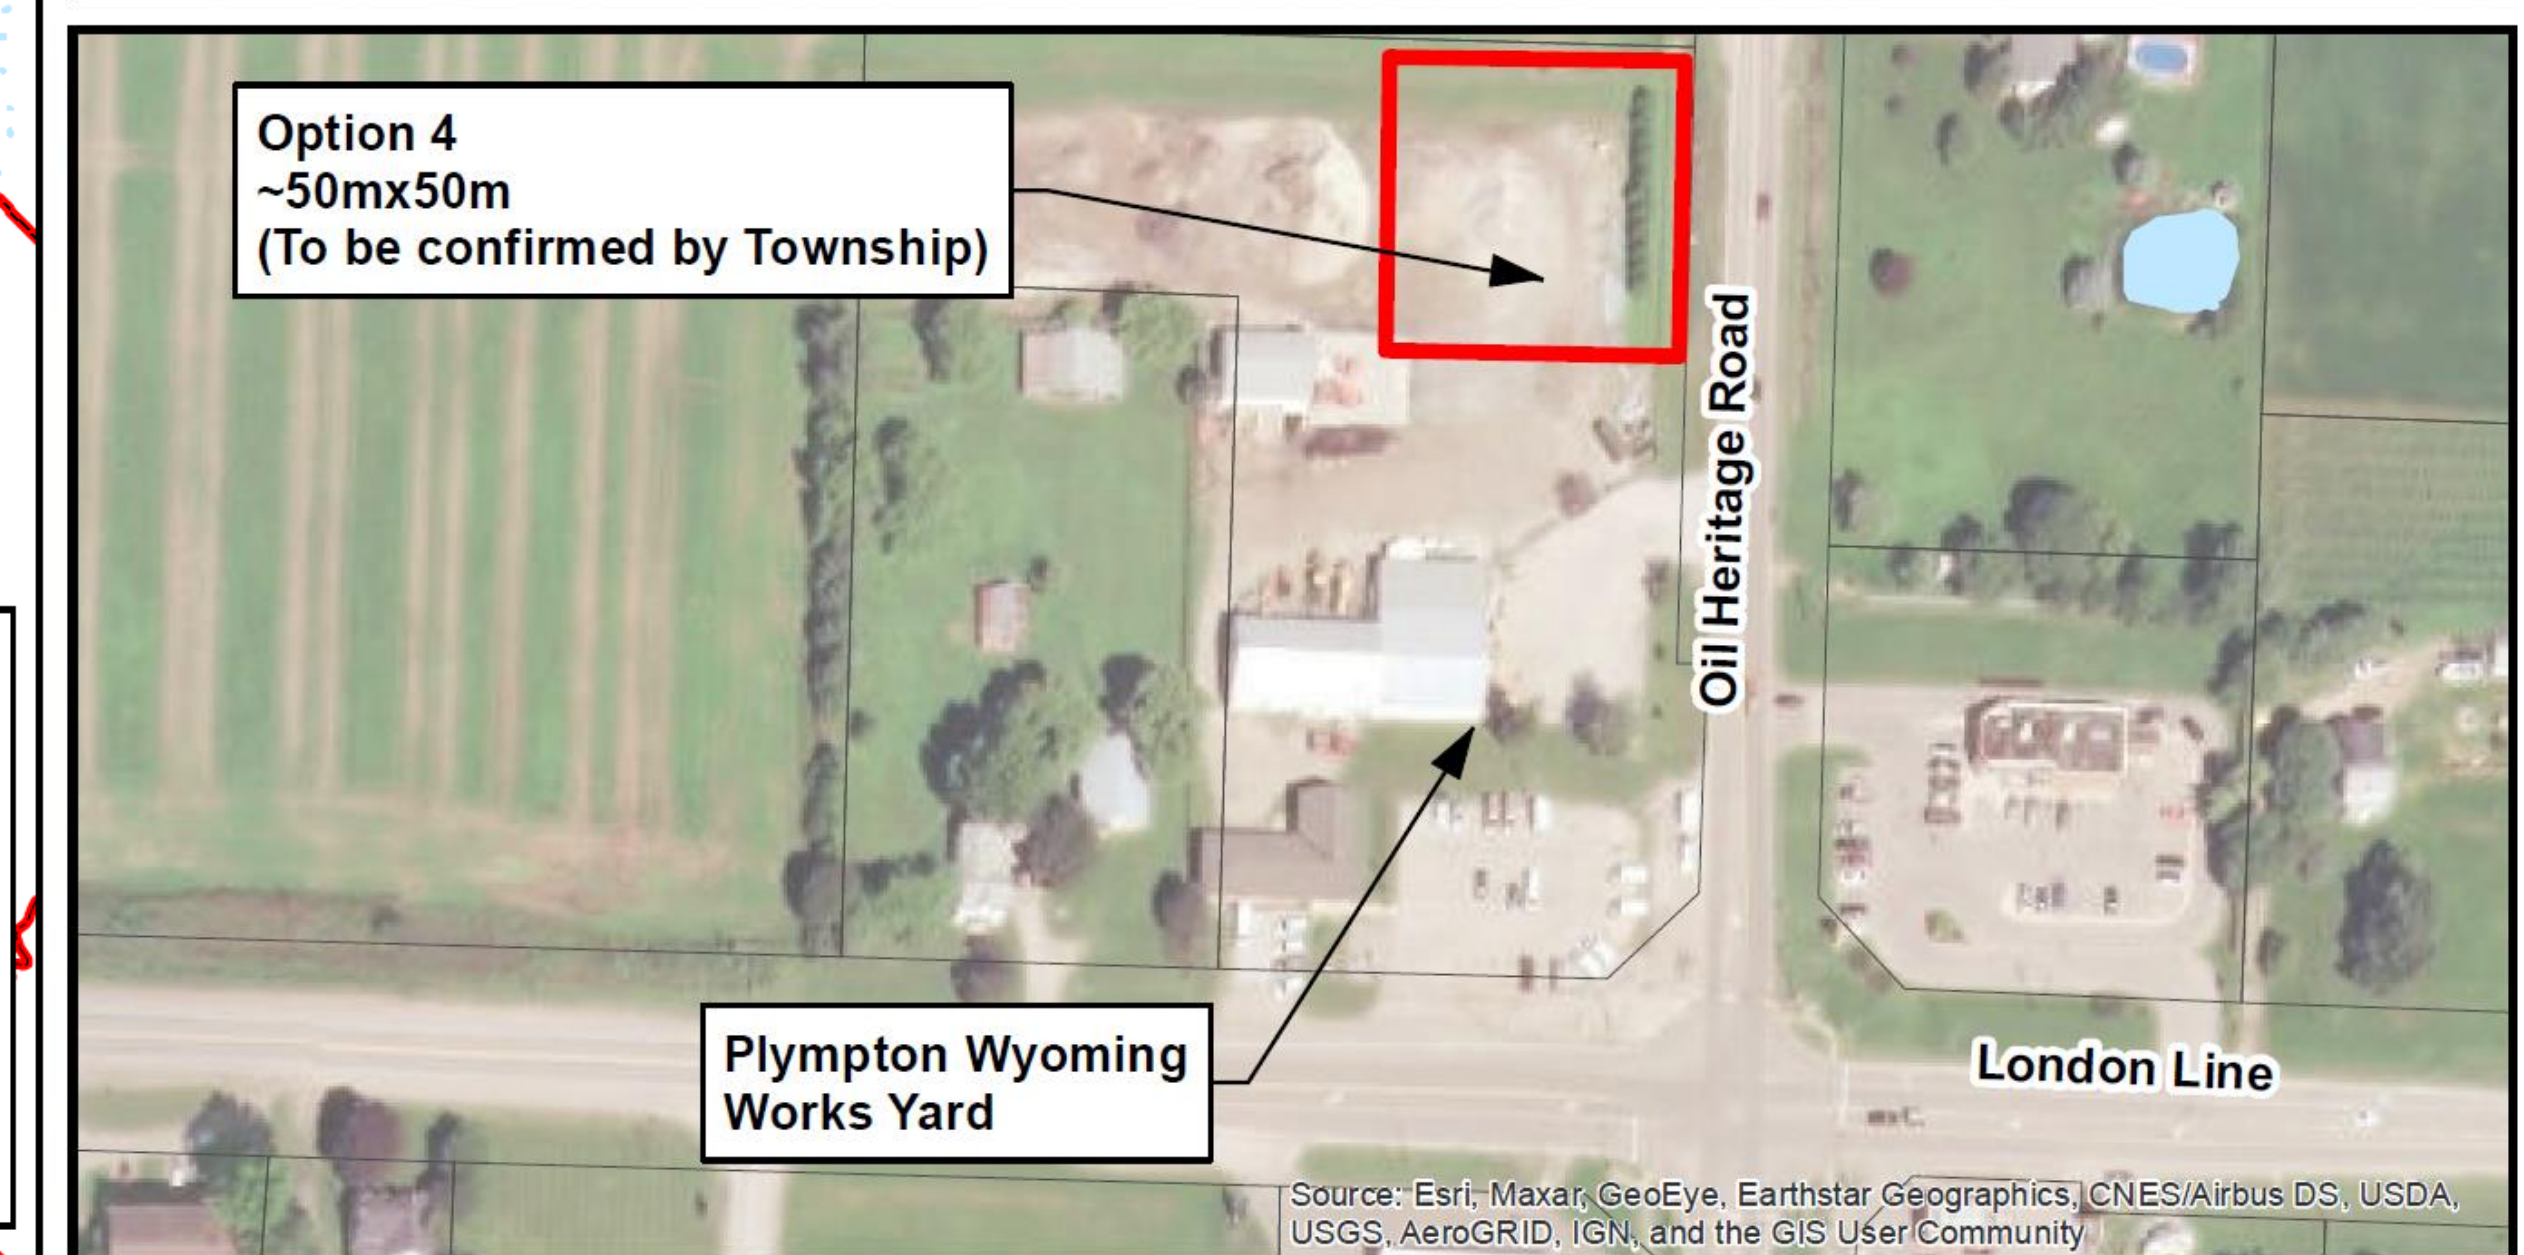 Option 4
~50mx50m
(To be confirmed by Township)
Oil Heritage Road
Plympton Wyoming
Works Yard
London Line
Source: Esri, Maxar, GeoEye, Earthstar Geographics, CNES/Airbus DS, USDA,
USGS, AeroGRID, IGN, and the GIS User Community